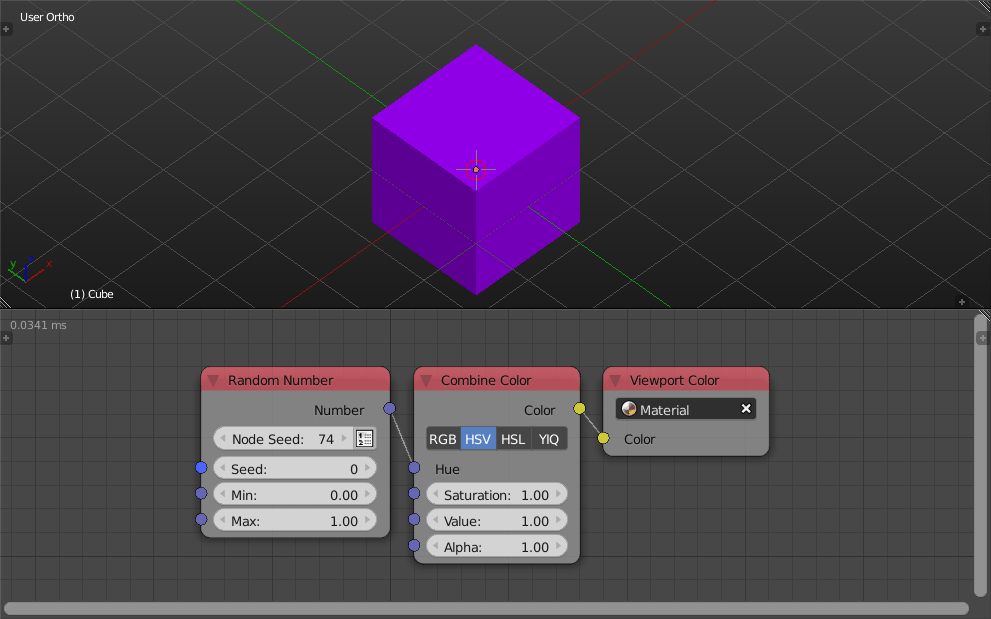 User Ortho
y x
(1) Cube
0.0341 ms
Random Number
Number
Node Seed: 74
Seed: 0
Min: 0.00
Max: 1.00
Combine Color
Color
RGB HSV HSL YIQ
Hue
Saturation: 1.00
Value: 1.00
Alpha: 1.00
Viewport Color
Material
Color